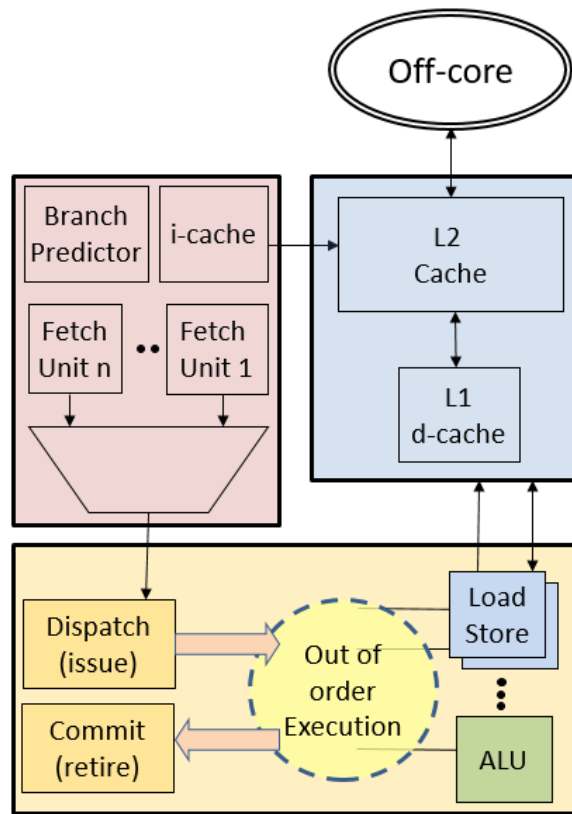 Off-core
Branch
Predictor
i-cache
L2
Cache
Fetch
Unit n
Fetch
Unit 1
L1
d-cache
Dispatch
(issue)
Out of
order
Execution
Load
Store
Commit
(retire)
ALU